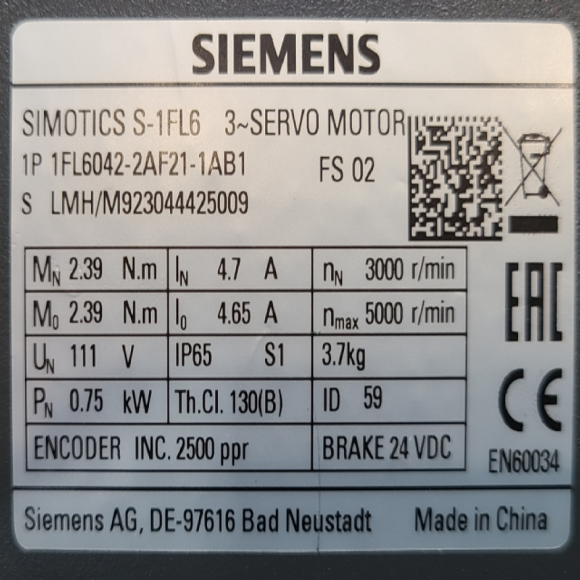 SIEMENS
SIMOTICS S-1FL6 3~SERVO MOTOR
1P 1FL6042-2AF21-1AB1 FS 02
S LMH/M923044425009
MN 2.39 N.m IN 4.7 A nN 3000 r/min
M0 2.39 N.m I0 4.65 A nmax 5000 r/min
UN 111 V IP65 S1 3.7kg
PN 0.75 kW Th.Cl. 130(B) ID 59
ENCODER INC. 2500 ppr BRAKE 24 VDC
EAC
CE
EN60034
Siemens AG, DE-97616 Bad Neustadt Made in China